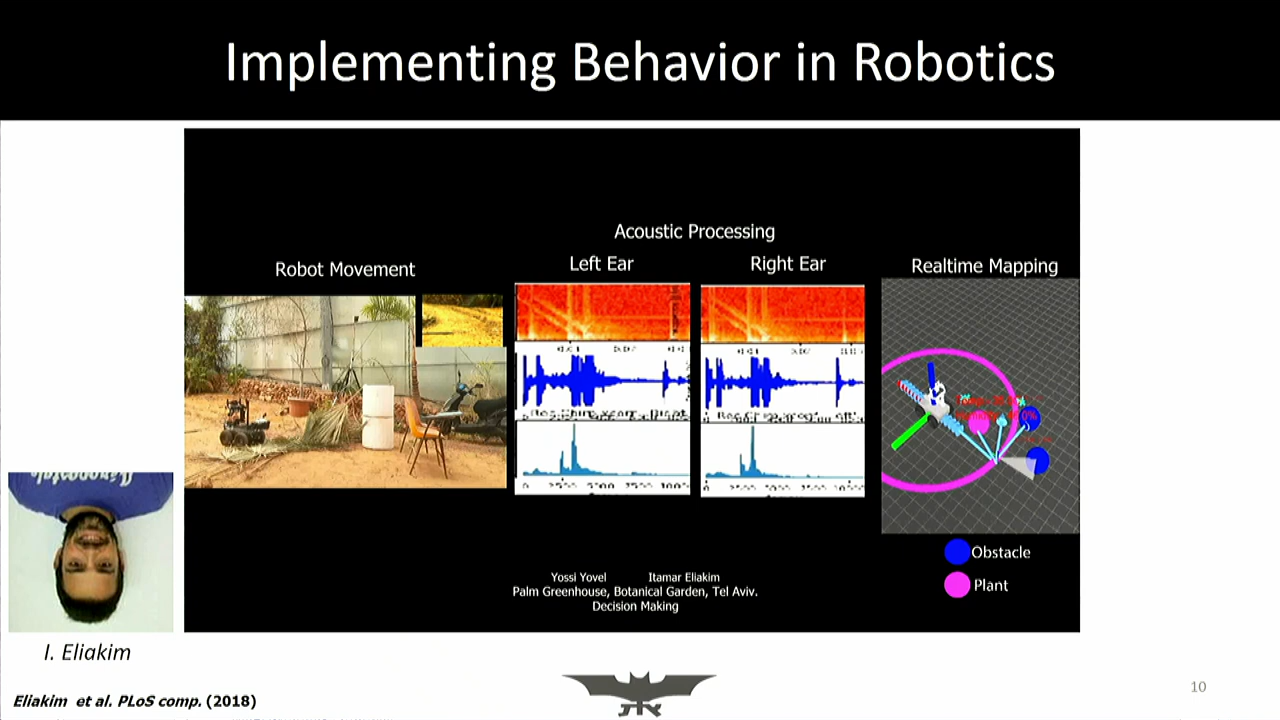 Implementing Behavior in Robotics
Acoustic Processing
Robot Movement
Left Ear
Right Ear
Realtime Mapping
Obstacle
Plant
Yossi Yovel Itamar Eliakim
Palm Greenhouse, Botanical Garden, Tel Aviv.
Decision Making
I. Eliakim
Eliakim et al. PLoS comp. (2018)
10